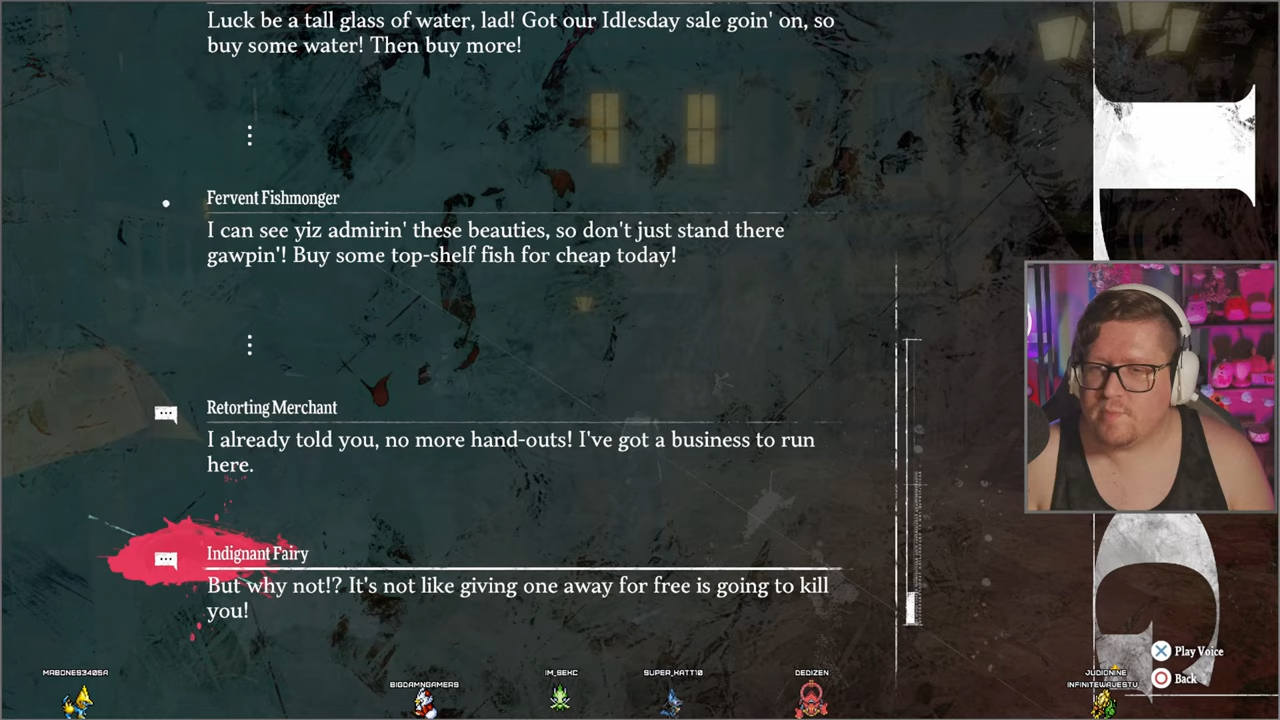 Luck be a tall glass of water, lad! Got our Idlesday sale goin' on, so
buy some water! Then buy more!
Fervent Fishmonger
I can see yiz admirin' these beauties, so don't just stand there
gawpin'! Buy some top-shelf fish for cheap today!
Retorting Merchant
I already told you, no more hand-outs! I've got a business to run
here.
Indignant Fairy
But why not!? It's not like giving one away for free is going to kill
you!
Play Voice
Back
MABONES3405A
BIGDAMNGAMERS
IM_SEKC
SUPER_KATT10
DEDIZEN
JUDIONINE
INFINITEWAVESTV